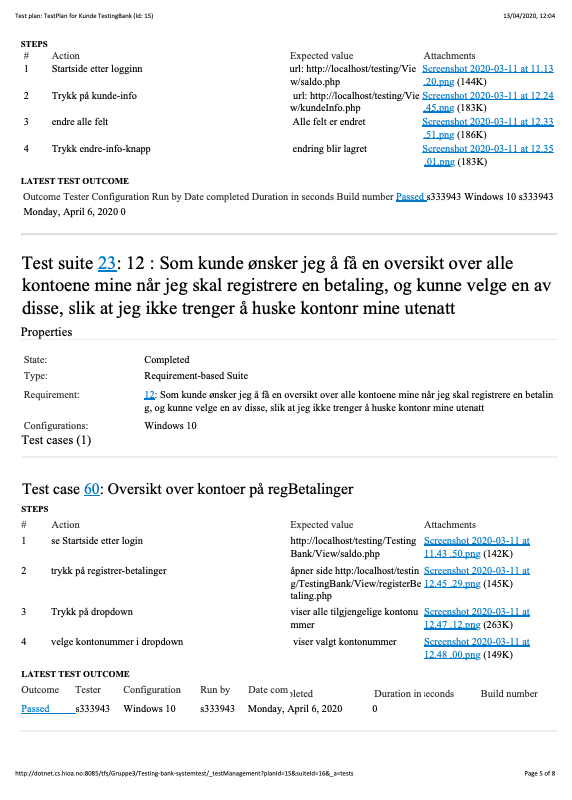 Test plan: TestPlan for Kunde TestingBank (Id: 15) 13/04/2020, 12:04
STEPS
# Action Expected value Attachments
1 Startside etter logginn url: http://localhost/testing/Vie Screenshot 2020-03-11 at 11.13
w/saldo.php .20.png (144K)
2 Trykk på kunde-info url: http://localhost/testing/Vie Screenshot 2020-03-11 at 12.24
w/kundeInfo.php .45.png (183K)
3 endre alle felt Alle felt er endret Screenshot 2020-03-11 at 12.33
.51.png (186K)
4 Trykk endre-info-knapp endring blir lagret Screenshot 2020-03-11 at 12.35
.01.png (183K)
LATEST TEST OUTCOME
Outcome Tester Configuration Run by Date completed Duration in seconds Build number Passed s333943 Windows 10 s333943
Monday, April 6, 2020 0
Test suite 23: 12 : Som kunde ønsker jeg å få en oversikt over alle
kontoene mine når jeg skal registrere en betaling, og kunne velge en av
disse, slik at jeg ikke trenger å huske kontonr mine utenatt
Properties
State: Completed
Type: Requirement-based Suite
Requirement: 12: Som kunde ønsker jeg å få en oversikt over alle kontoene mine når jeg skal registrere en betalin
g, og kunne velge en av disse, slik at jeg ikke trenger å huske kontonr mine utenatt
Configurations: Windows 10
Test cases (1)
Test case 60: Oversikt over kontoer på regBetalinger
STEPS
# Action Expected value Attachments
1 se Startside etter login http://localhost/testing/Testing Screenshot 2020-03-11 at
Bank/View/saldo.php 11.43 .50.png (142K)
2 trykk på registrer-betalinger åpner side http:/localhost/testin Screenshot 2020-03-11 at
g/TestingBank/View/registerBe 12.45 .29.png (145K)
taling.php
3 Trykk på dropdown viser alle tilgjengelige kontonu Screenshot 2020-03-11 at
mmer 12.47 .12.png (263K)
4 velge kontonummer i dropdown viser valgt kontonummer Screenshot 2020-03-11 at
12.48 .00.png (149K)
LATEST TEST OUTCOME
Outcome Tester Configuration Run by Date completed Duration in seconds Build number
Passed s333943 Windows 10 s333943 Monday, April 6, 2020 0
http://dotnet.cs.hioa.no:8085/tfs/Gruppe3/Testing-bank-systemtest/_testManagement?planId=15&suiteId=16&_a=tests Page 5 of 8